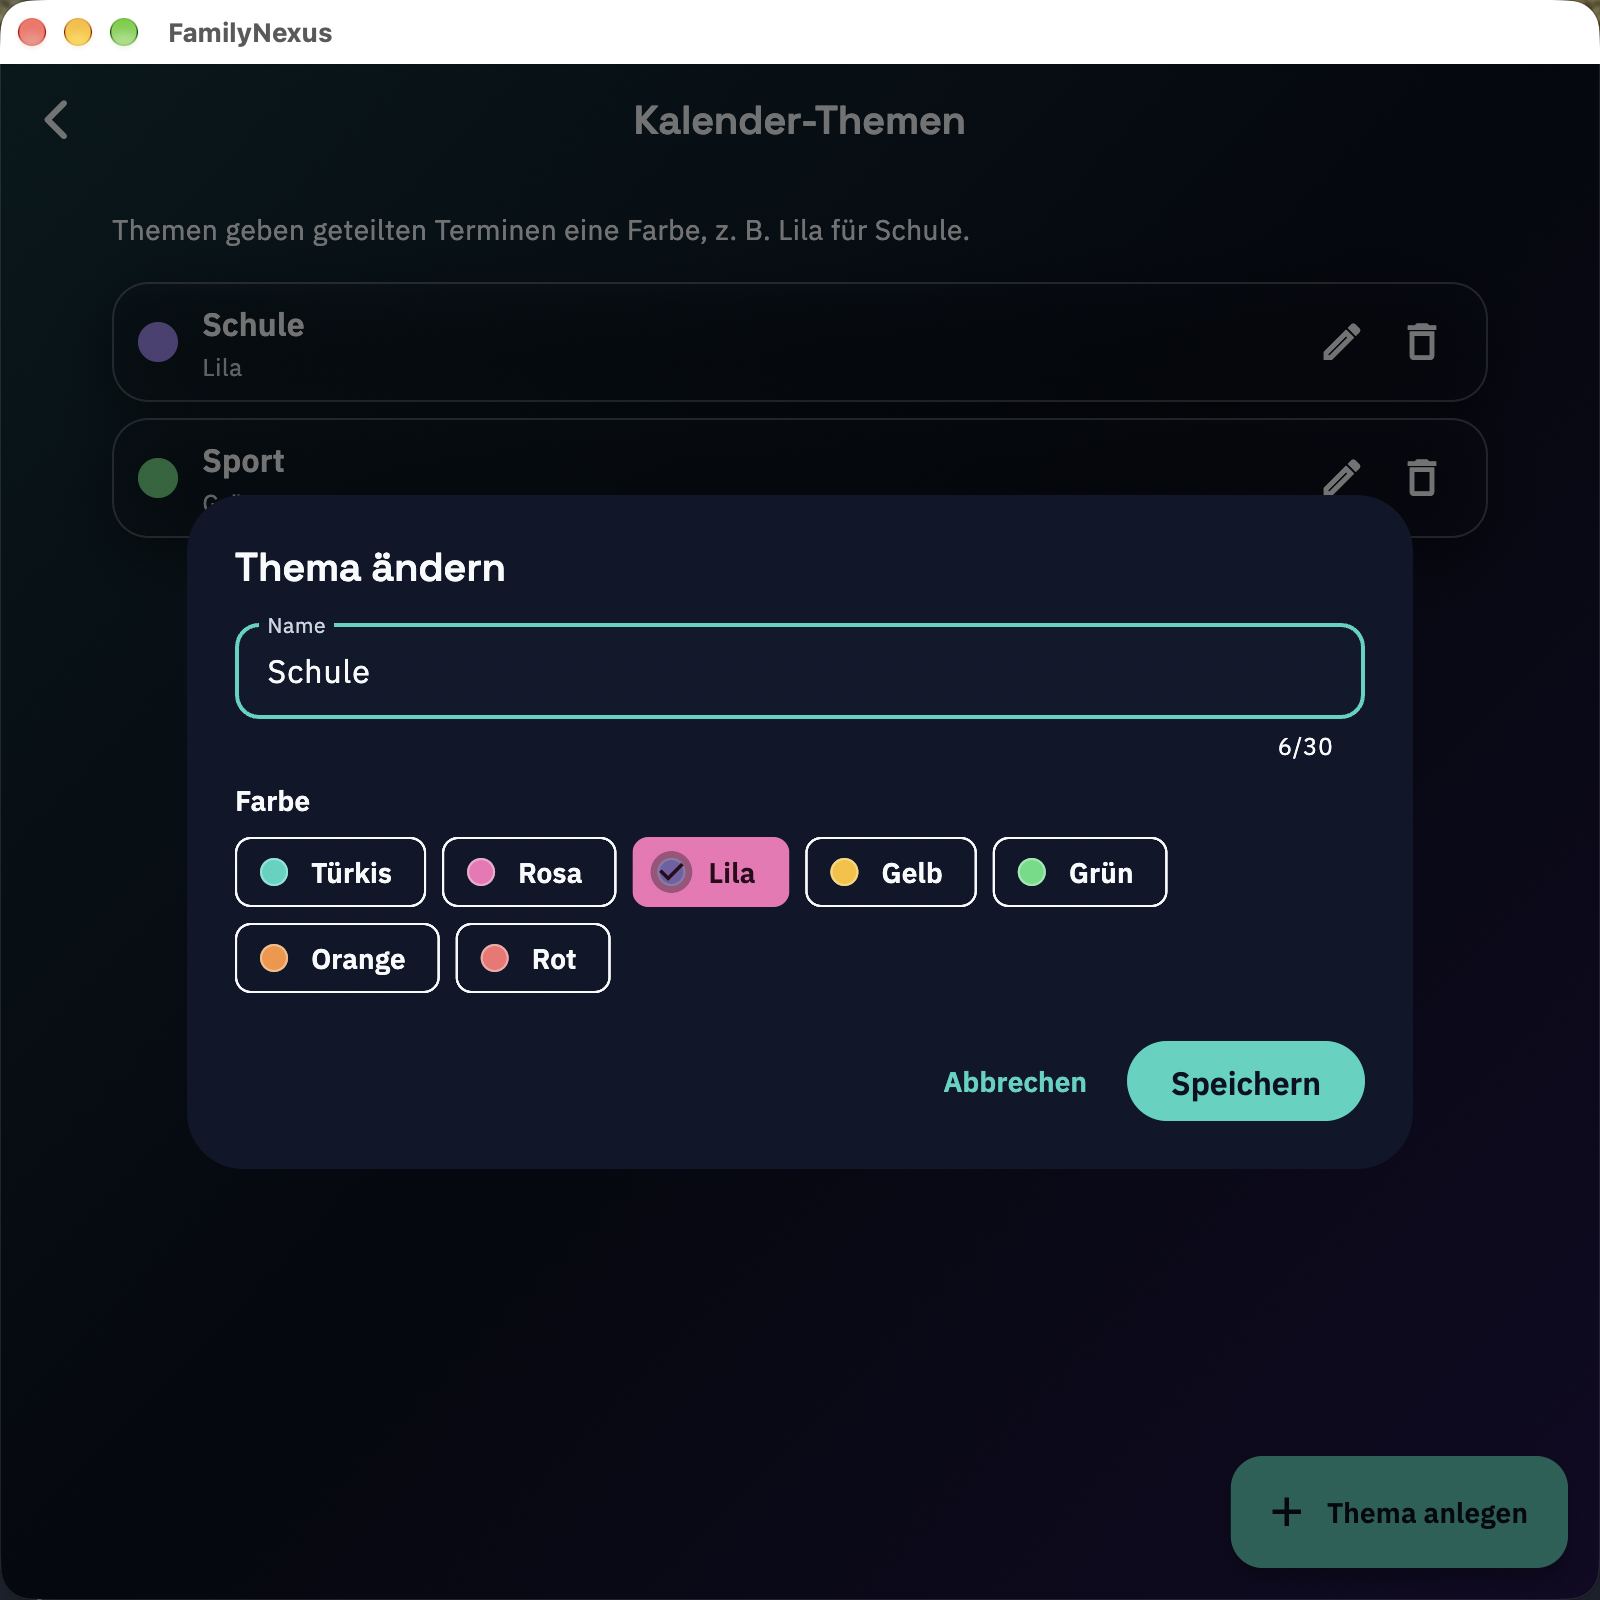 FamilyNexus
Kalender-Themen
Themen geben geteilten Terminen eine Farbe, z. B. Lila für Schule.
Schule
Lila
Sport
Thema ändern
Name
Schule
6/30
Farbe
Türkis
Rosa
Lila
Gelb
Grün
Orange
Rot
Abbrechen
Speichern
Thema anlegen